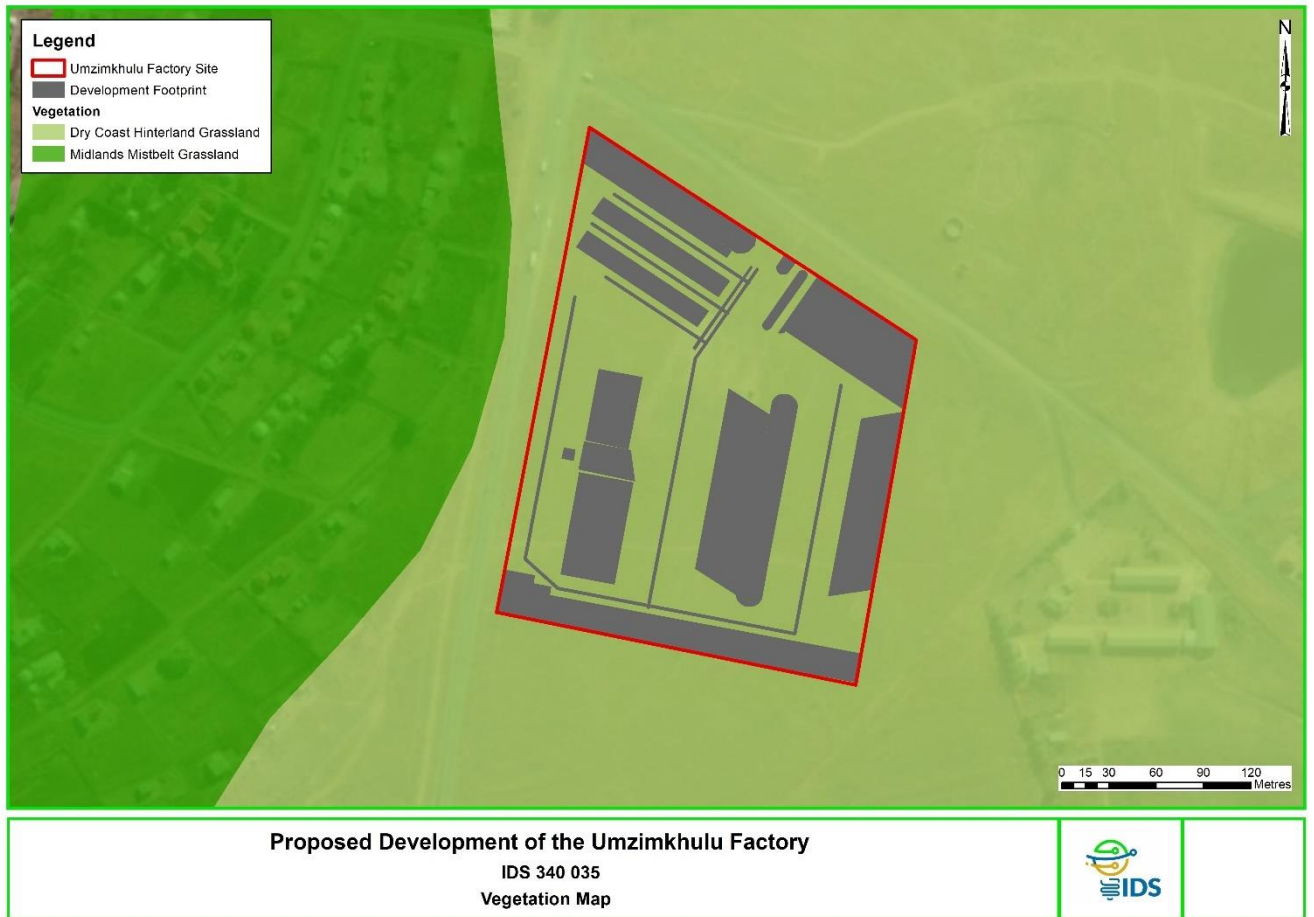 Legend
Umzimkhulu Factory Site
Development Footprint
Vegetation
Dry Coast Hinterland Grassland
Midlands Mistbelt Grassland
N
0 15 30 60 90 120
Metres
Proposed Development of the Umzimkhulu Factory
IDS 340 035
Vegetation Map
IDS